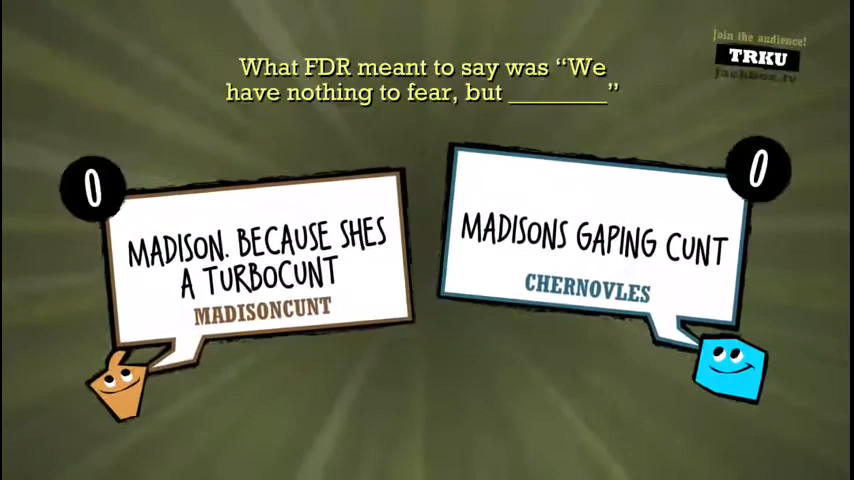 What FDR meant to say was “We
have nothing to fear, but ________”
Join the audience!
TRKU
jackbox.tv
0
MADISON. BECAUSE SHES
A TURBOCUNT
MADISONCUNT
0
MADISONS GAPING CUNT
CHERNOVLES